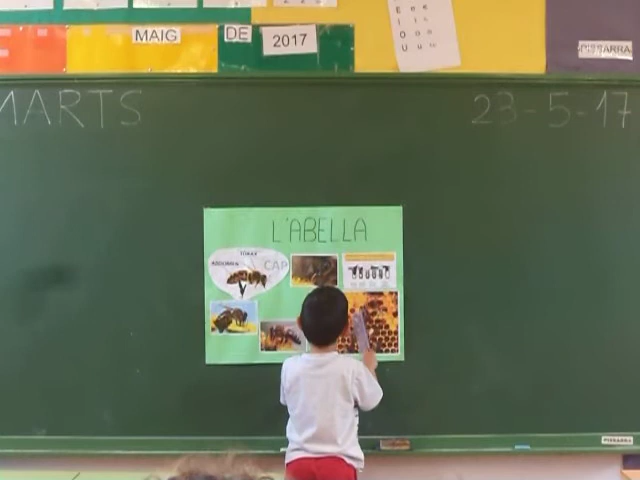 MAIG DE 2017
PISSARRA
MARTS
23-5-17
L'ABELLA
TÒRAX
ABDOMEN
CAP
PISSARRA